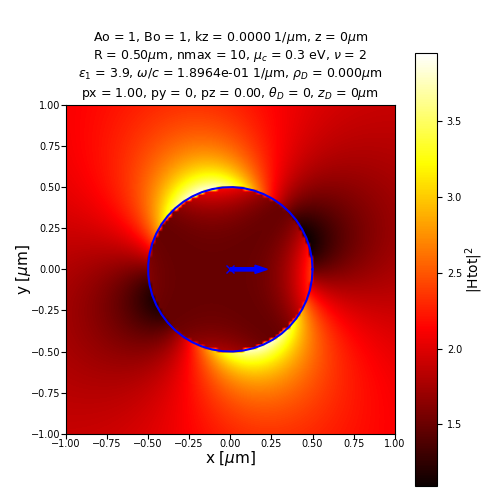 Ao = 1, Bo = 1, kz = 0.0000 1/μm, z = 0μm
R = 0.50μm, nmax = 10, μ_c = 0.3 eV, ν = 2
ε₁ = 3.9, ω/c = 1.8964e-01 1/μm, ρ_D = 0.000μm
px = 1.00, py = 0, pz = 0.00, θ_D = 0, z_D = 0μm
1.00
0.75
0.50
0.25
0.00
−0.25
−0.50
−0.75
−1.00
y [μm]
−1.00 −0.75 −0.50 −0.25 0.00 0.25 0.50 0.75 1.00
x [μm]
3.5
3.0
2.5
2.0
1.5
|Htot|²